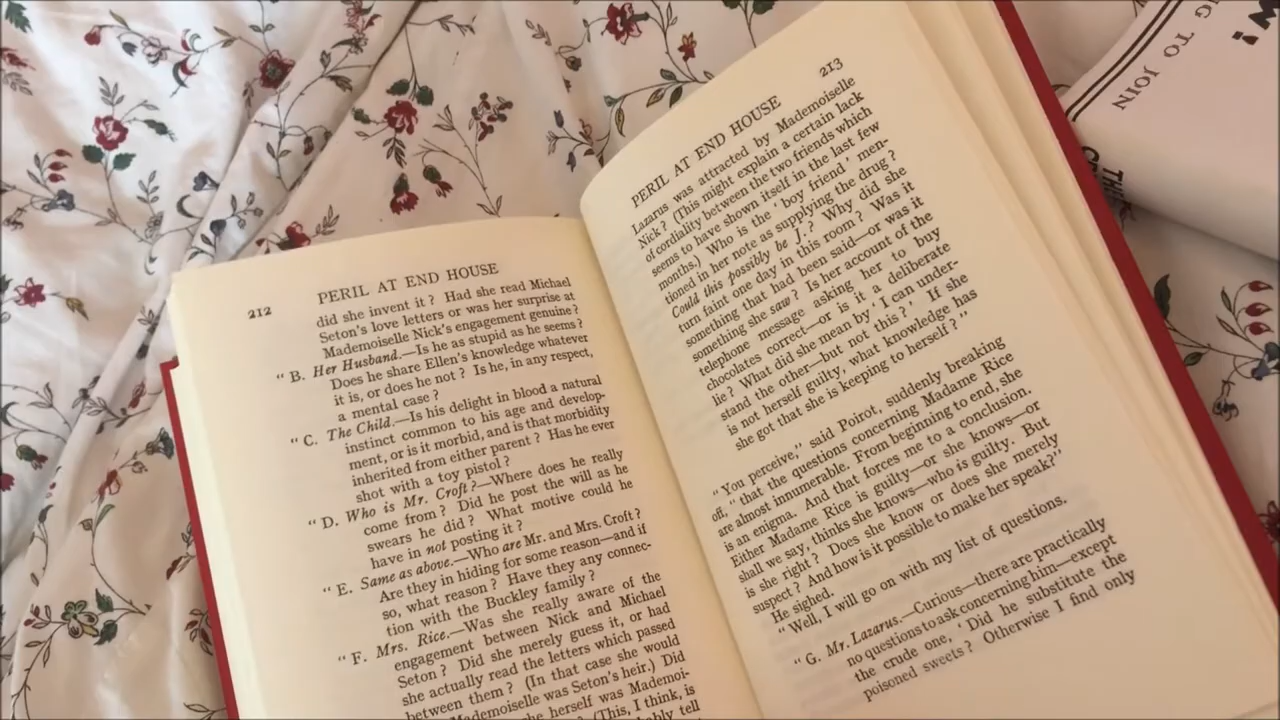 212
PERIL AT END HOUSE
did she invent it? Had she read Michael
Seton's love letters or was her surprise at
Mademoiselle Nick's engagement genuine?
" B. Her Husband.—Is he as stupid as he seems?
Does he share Ellen's knowledge whatever
it is, or does he not? Is he, in any respect,
a mental case?
" C. The Child.—Is his delight in blood a natural
instinct common to his age and develop-
ment, or is it morbid, and is that morbidity
inherited from either parent? Has he ever
shot with a toy pistol?
" D. Who is Mr. Croft?—Where does he really
come from? Did he post the will as he
swears he did? What motive could he
have in not posting it?
" E. Same as above.—Who are Mr. and Mrs. Croft?
Are they in hiding for some reason—and if
so, what reason? Have they any connec-
tion with the Buckley family?
" F. Mrs. Rice.—Was she really aware of the
engagement between Nick and Michael
Seton? Did she merely guess it, or had
she actually read the letters which passed
between them? (In that case she would
Mademoiselle was Seton's heir.) Did
she herself was Mademoi-
(This, I think, is
tell
213
PERIL AT END HOUSE
Lazarus was attracted by Mademoiselle
Nick? (This might explain a certain lack
of cordiality between the two friends which
seems to have shown itself in the last few
months.) Who is the ' boy friend ' men-
tioned in her note as supplying the drug?
Could this possibly be J.? Why did she
turn faint one day in this room? Was it
something that had been said—or was it
something she saw? Is her account of the
telephone message asking her to buy
chocolates correct—or is it a deliberate
lie? What did she mean by ' I can under-
stand the other—but not this? ' If she
is not herself guilty, what knowledge has
she got that she is keeping to herself? "
" You perceive," said Poirot, suddenly breaking
off, " that the questions concerning Madame Rice
are almost innumerable. From beginning to end, she
is an enigma. And that forces me to a conclusion.
Either Madame Rice is guilty—or she knows—or
shall we say, thinks she knows—who is guilty. But
is she right? Does she know or does she merely
suspect? And how is it possible to make her speak?"
He sighed.
" Well, I will go on with my list of questions.
" G. Mr. Lazarus.—Curious—there are practically
no questions to ask concerning him—except
the crude one, ' Did he substitute the
poisoned sweets? Otherwise I find only
TO JOIN